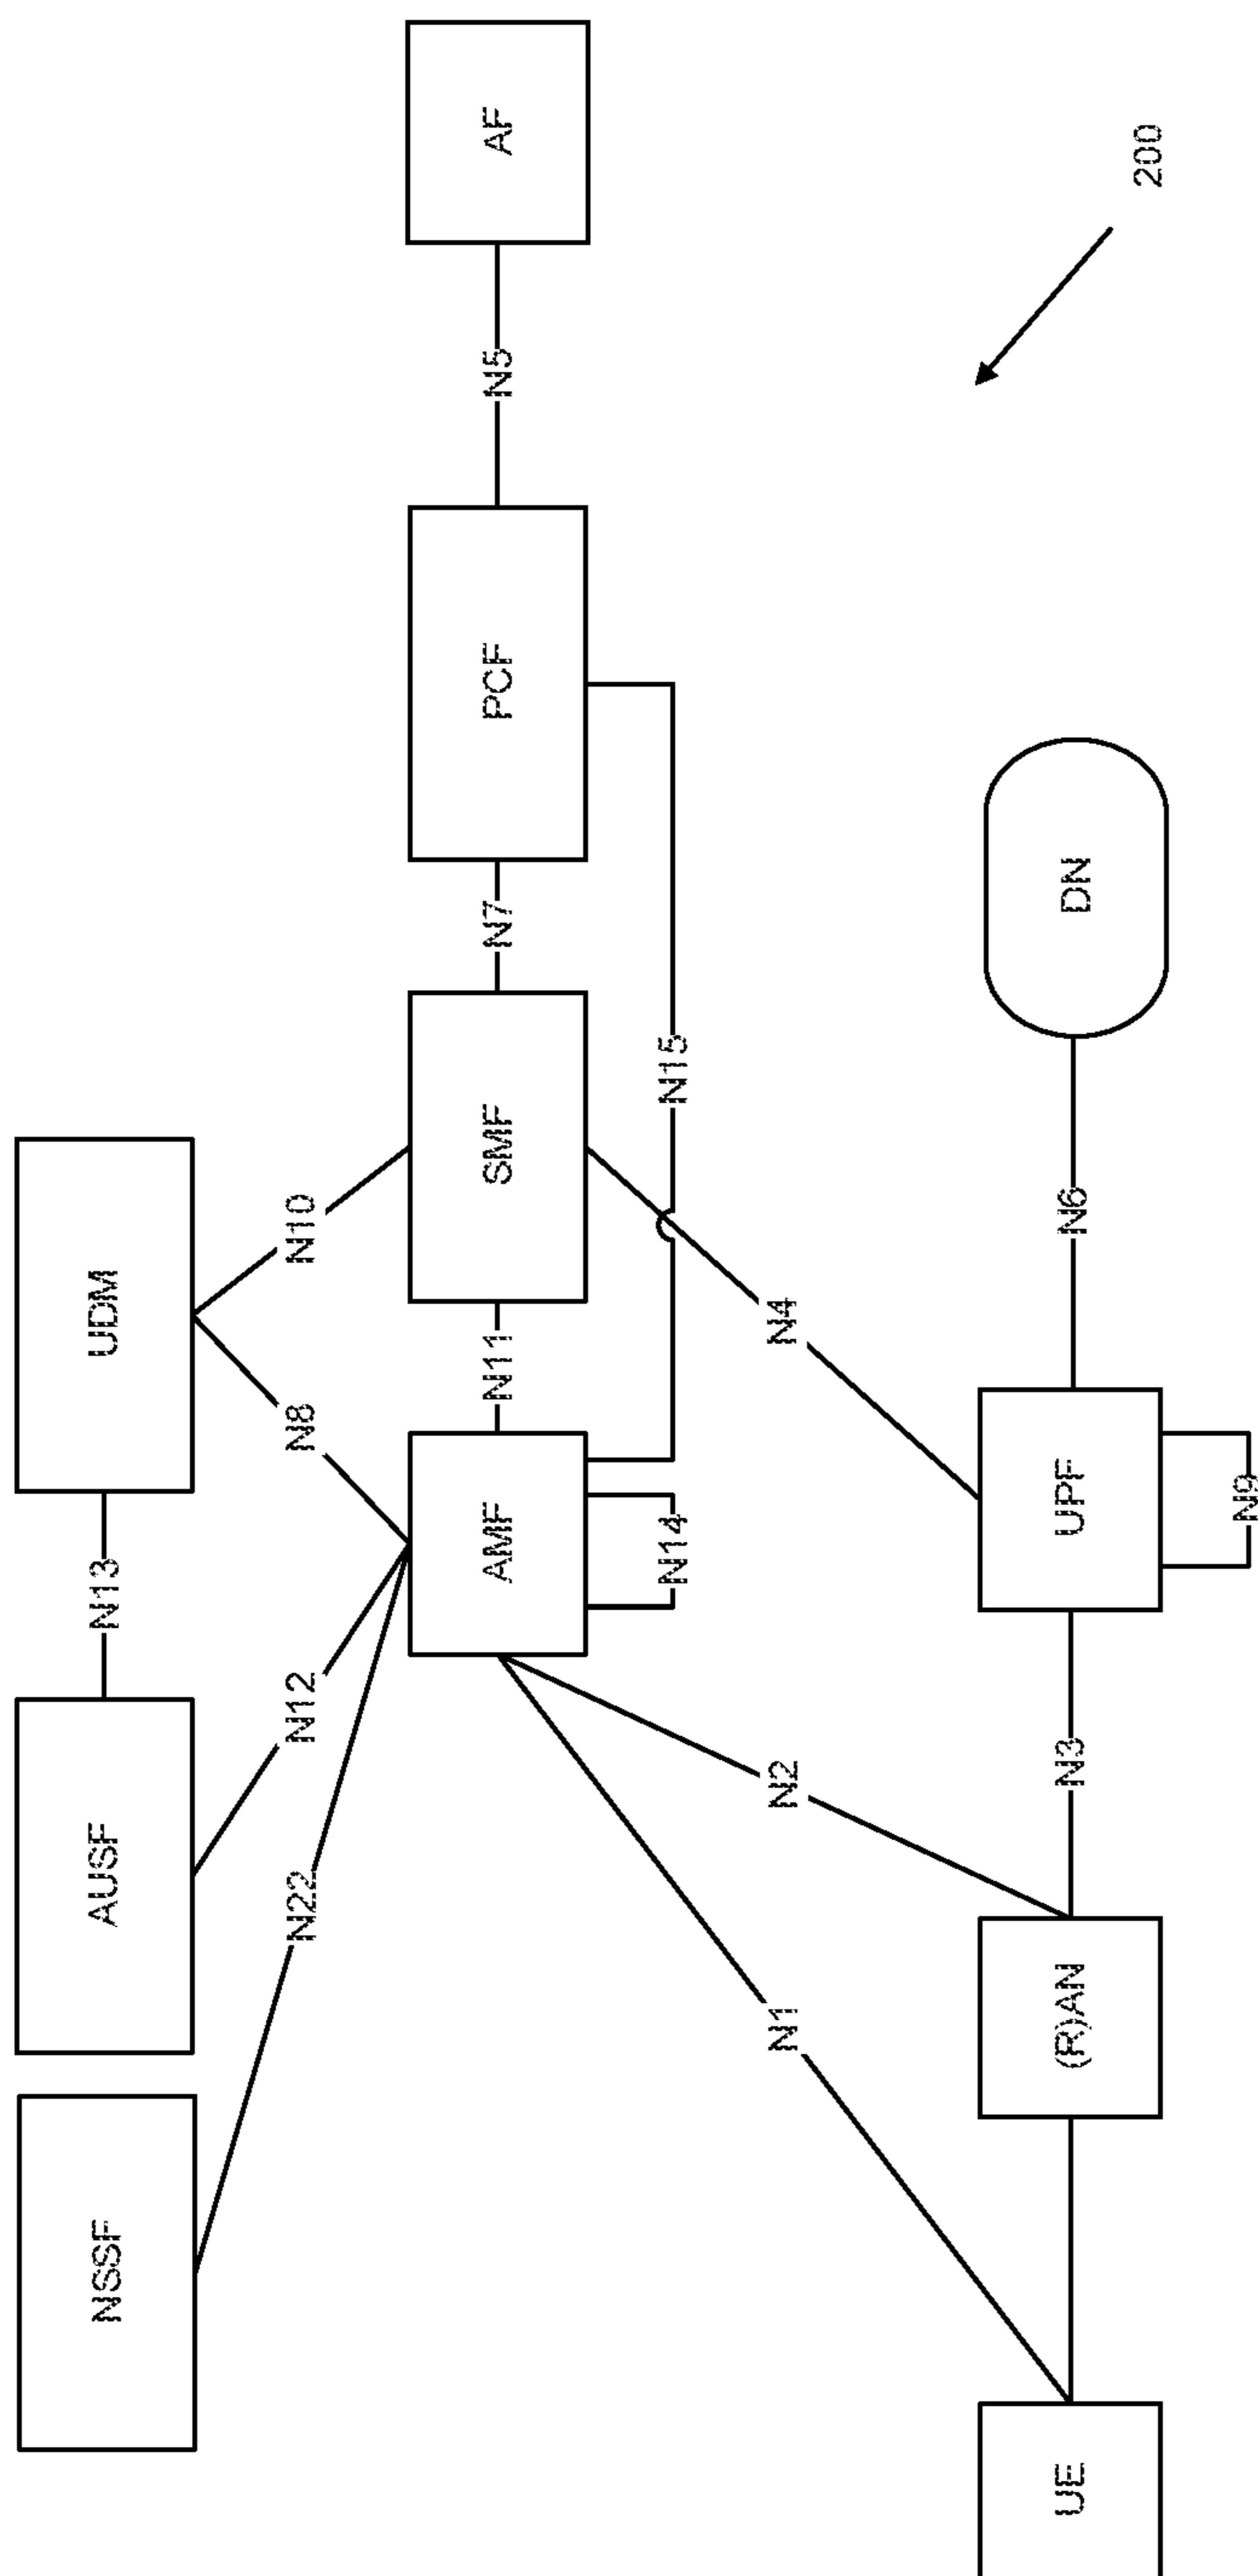 NSSF
AUSF
N13
UDM
N22
N12
N8
N10
AMF
N11
SMF
N7
PCF
N5
AF
N14
N15
N1
N2
N4
UE
(R)AN
N3
UPF
N6
DN
N9
200